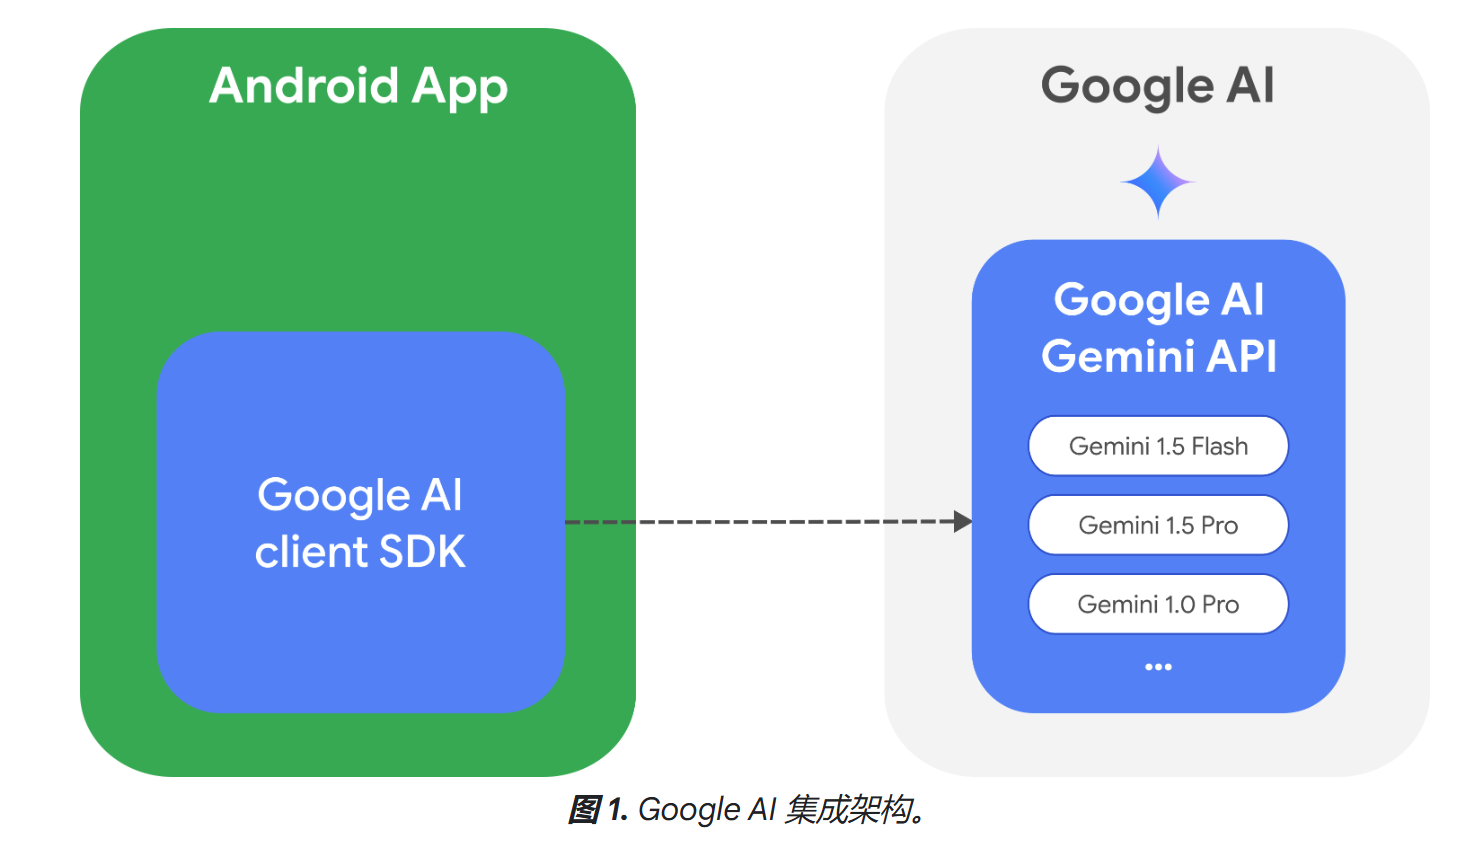 Android App
Google AI
client SDK
Google AI
Google AI
Gemini API
Gemini 1.5 Flash
Gemini 1.5 Pro
Gemini 1.0 Pro
...
图 1. Google AI 集成架构。